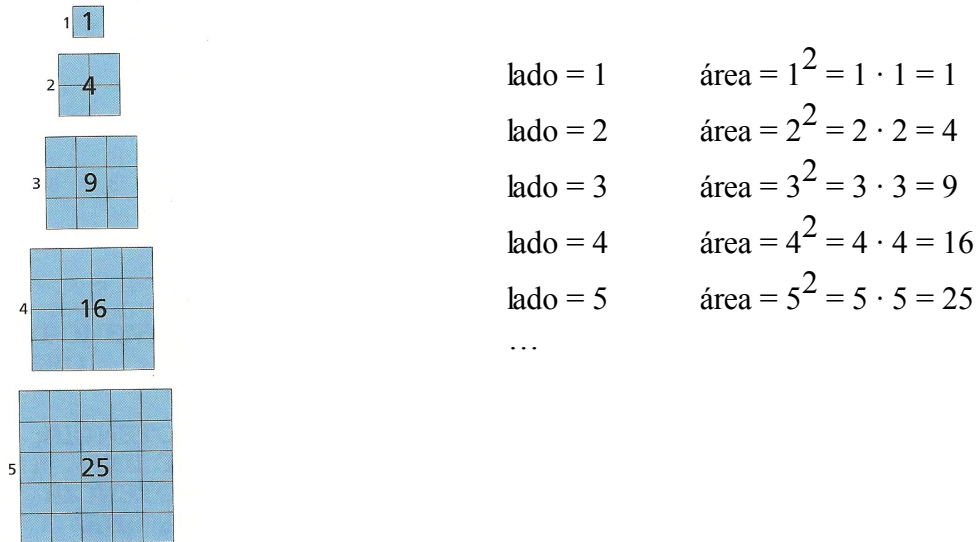 1 1
2 4
3 9
4 16
5 25
lado = 1 área = 1² = 1 · 1 = 1
lado = 2 área = 2² = 2 · 2 = 4
lado = 3 área = 3² = 3 · 3 = 9
lado = 4 área = 4² = 4 · 4 = 16
lado = 5 área = 5² = 5 · 5 = 25
…